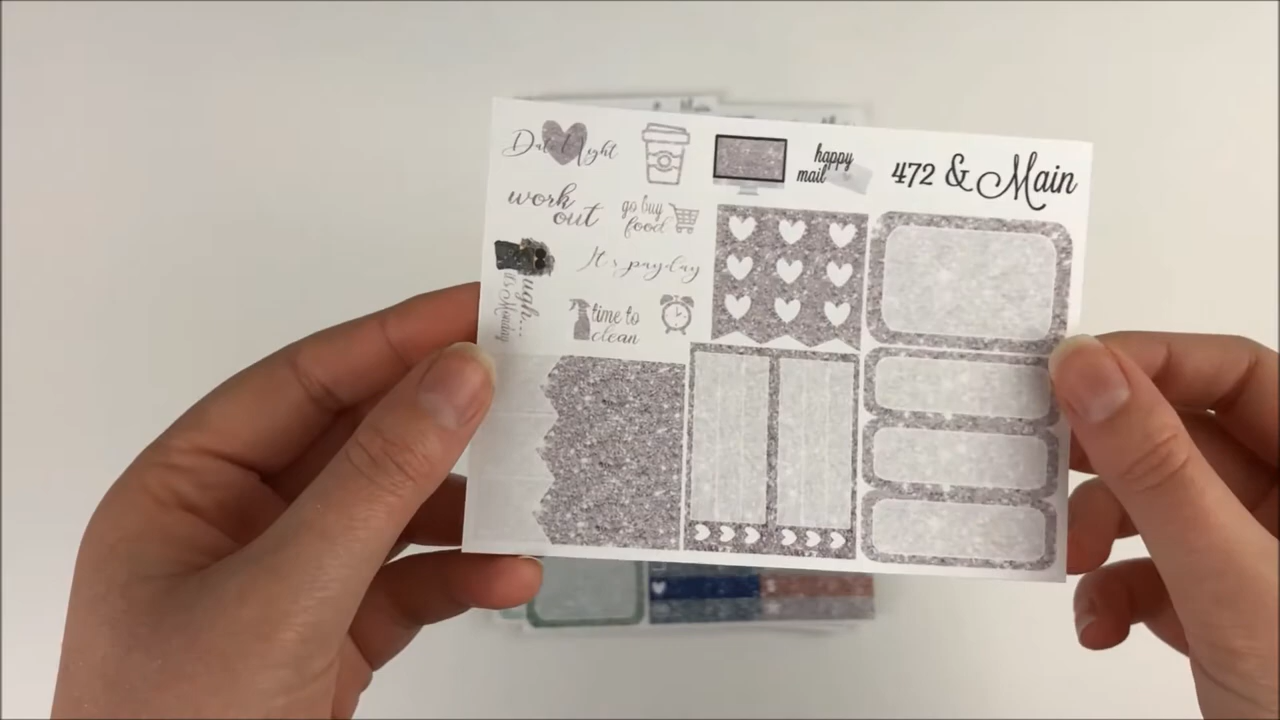 Date Night
happy
mail
472 & Main
work
out
go buy
food
It's payday
ugh...
it's Monday
time to
clean